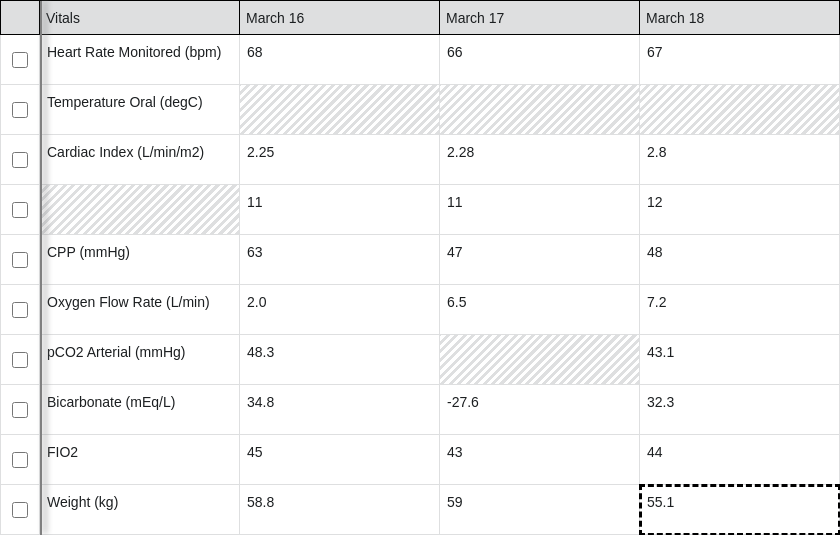 Vitals March 16 March 17 March 18
Heart Rate Monitored (bpm) 68 66 67
Temperature Oral (degC)
Cardiac Index (L/min/m2) 2.25 2.28 2.8
11 11 12
CPP (mmHg) 63 47 48
Oxygen Flow Rate (L/min) 2.0 6.5 7.2
pCO2 Arterial (mmHg) 48.3 43.1
Bicarbonate (mEq/L) 34.8 -27.6 32.3
FIO2 45 43 44
Weight (kg) 58.8 59 55.1